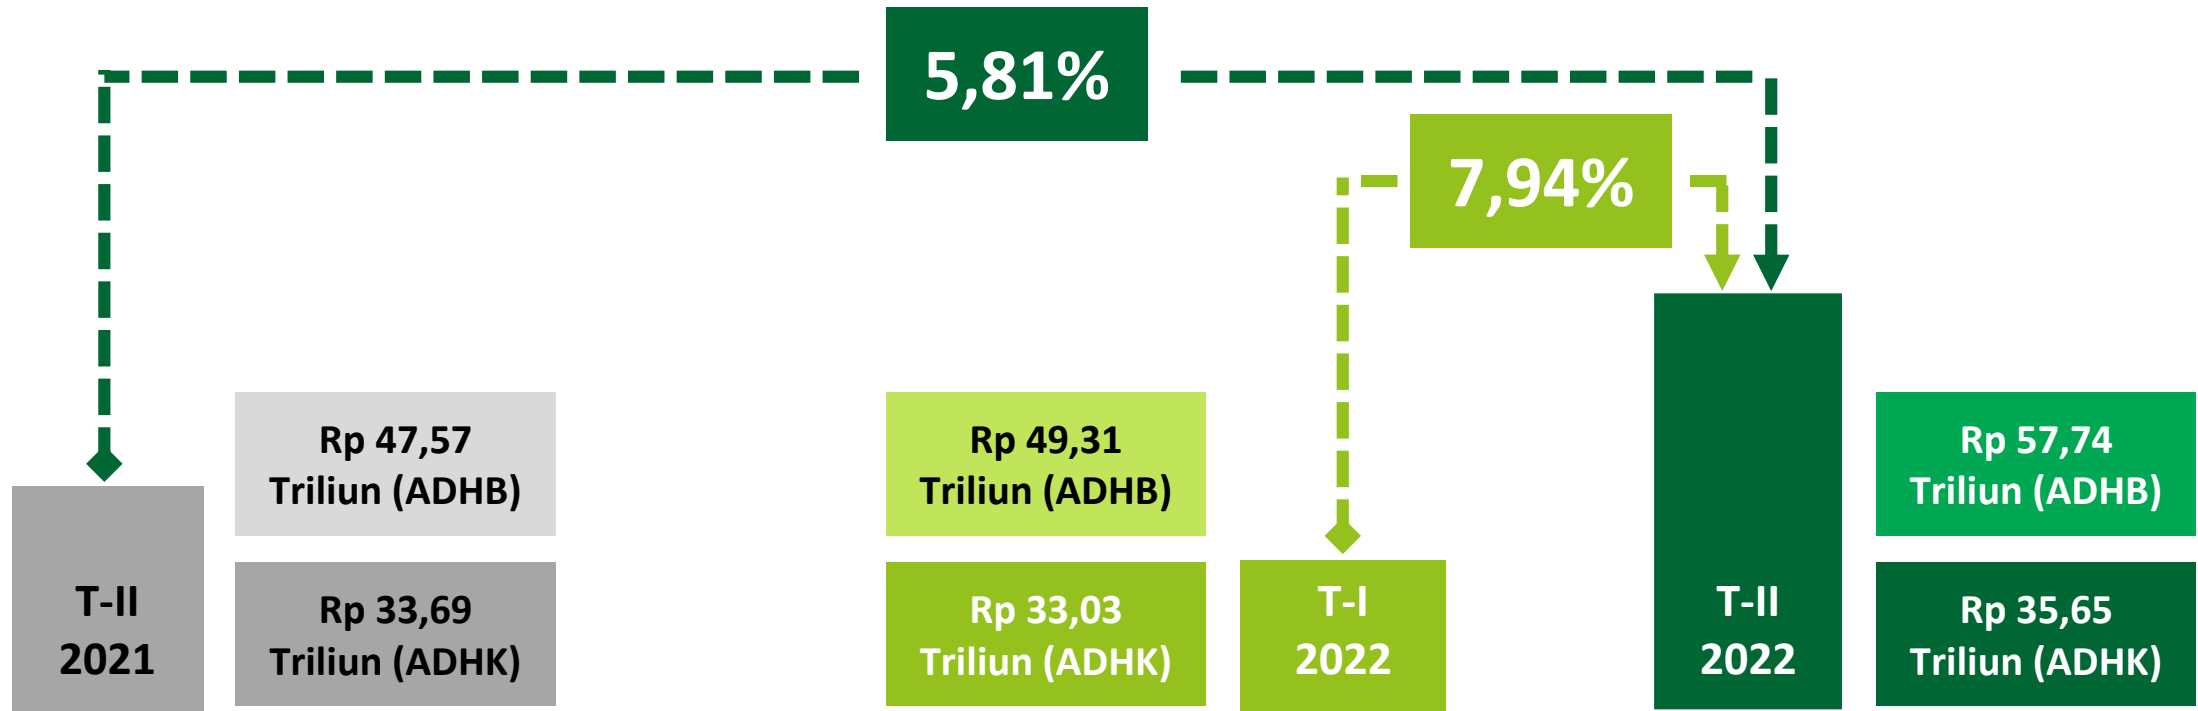 5,81%
7,94%
Rp 47,57
Triliun (ADHB)
Rp 49,31
Triliun (ADHB)
Rp 57,74
Triliun (ADHB)
T-II
2021
Rp 33,69
Triliun (ADHK)
Rp 33,03
Triliun (ADHK)
T-I
2022
T-II
2022
Rp 35,65
Triliun (ADHK)